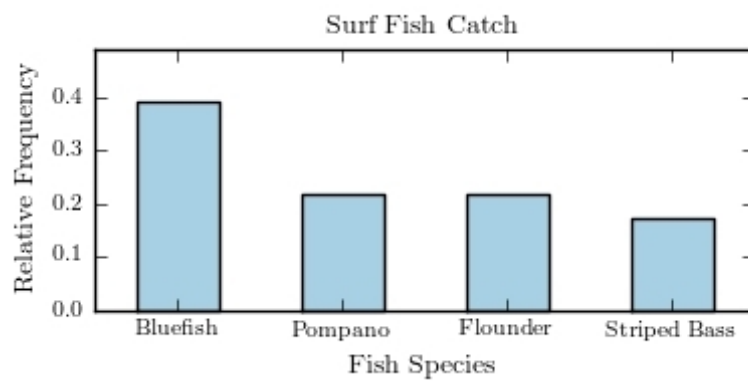 Surf Fish Catch
Relative Frequency
0.4
0.3
0.2
0.1
0.0
Bluefish Pompano Flounder Striped Bass
Fish Species